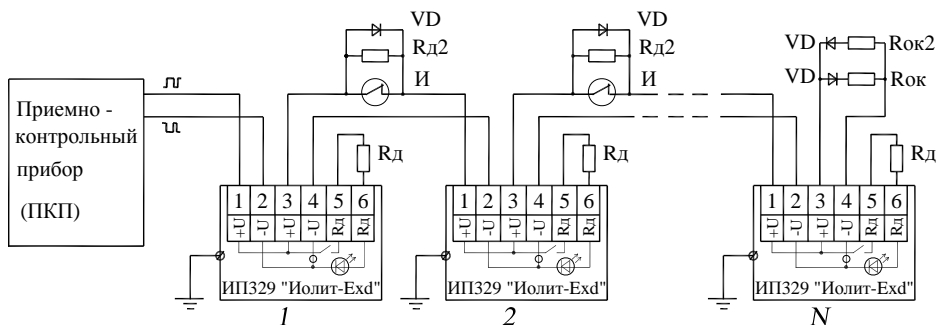 VD
Rд2
И
VD
Rд2
И
VD
Rок2
VD
Rок
Приемно -
контрольный
прибор
(ПКП)
Rд
Rд
Rд
1 2 3 4 5 6
+U -U +U -U Rд Rд
1 2 3 4 5 6
+U -U +U -U Rд Rд
1 2 3 4 5 6
+U -U +U -U Rд Rд
ИП329 "Иолит-Exd"
ИП329 "Иолит-Exd"
ИП329 "Иолит-Exd"
1
2
N